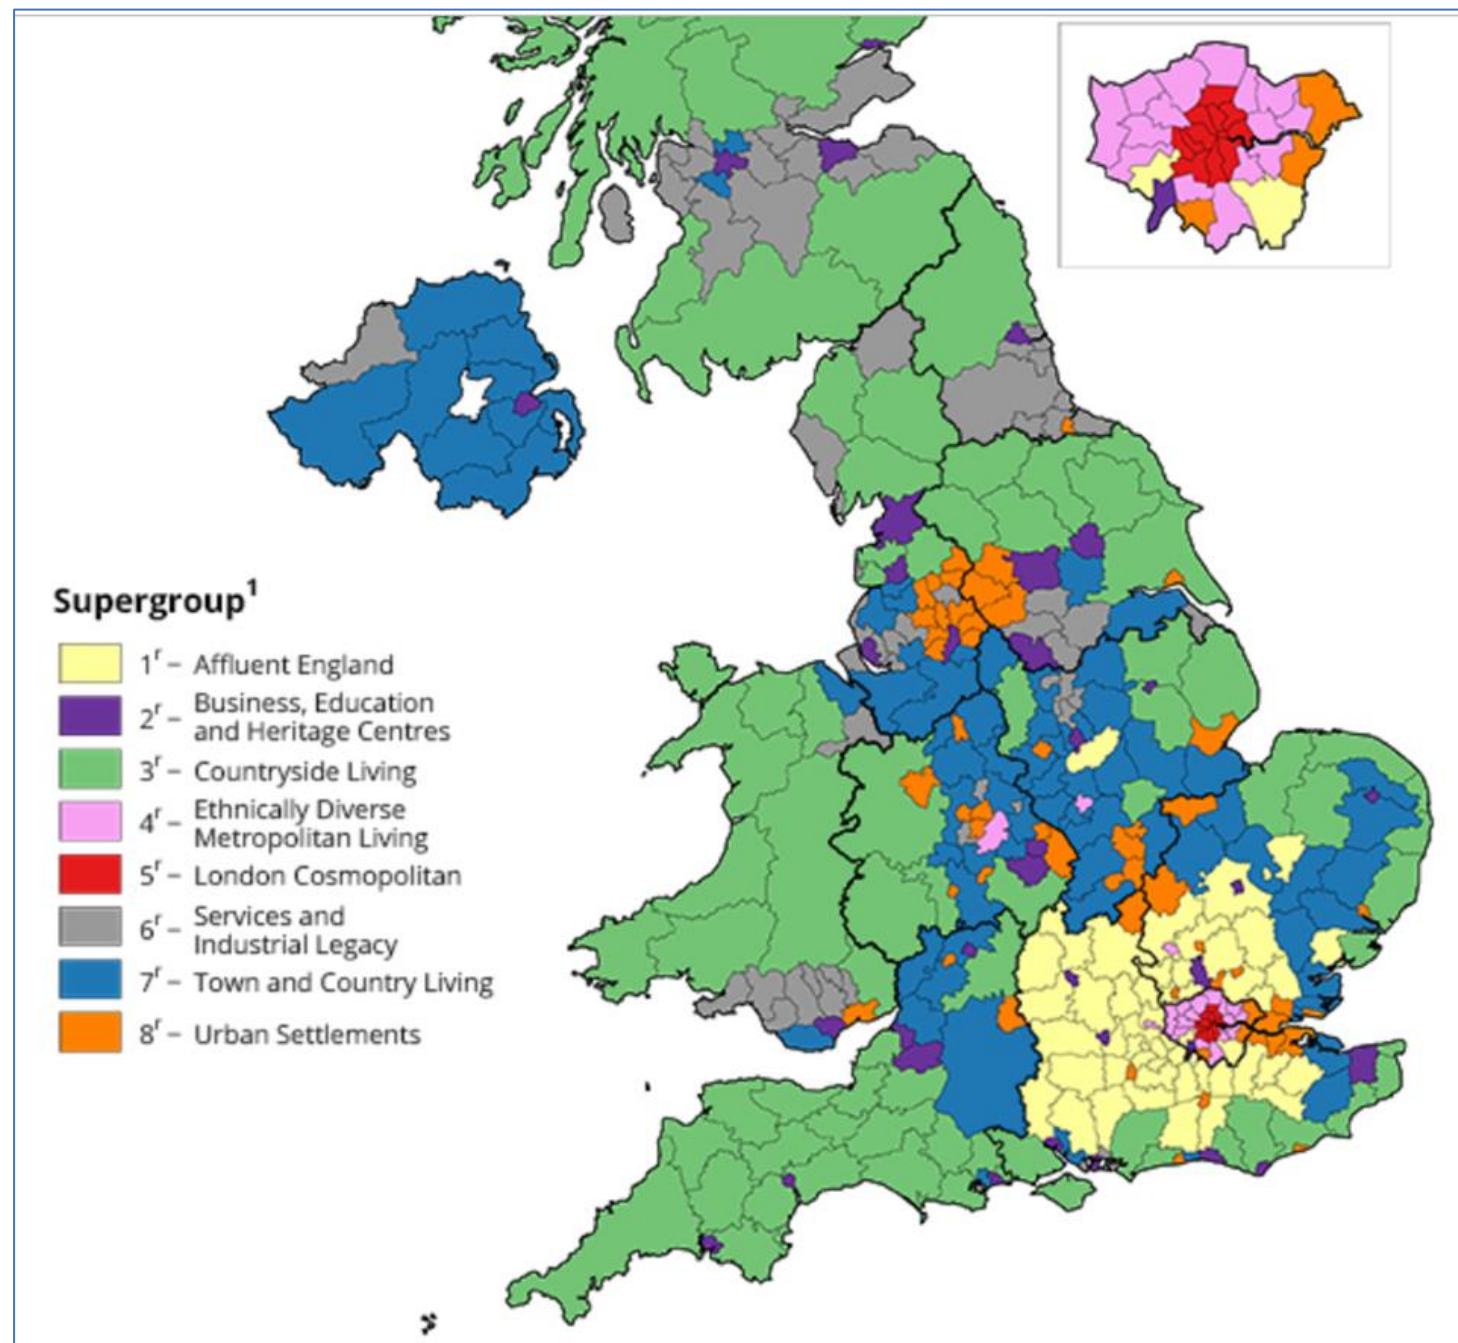 Supergroup¹
1ʳ – Affluent England
2ʳ – Business, Education
and Heritage Centres
3ʳ – Countryside Living
4ʳ – Ethnically Diverse
Metropolitan Living
5ʳ – London Cosmopolitan
6ʳ – Services and
Industrial Legacy
7ʳ – Town and Country Living
8ʳ – Urban Settlements